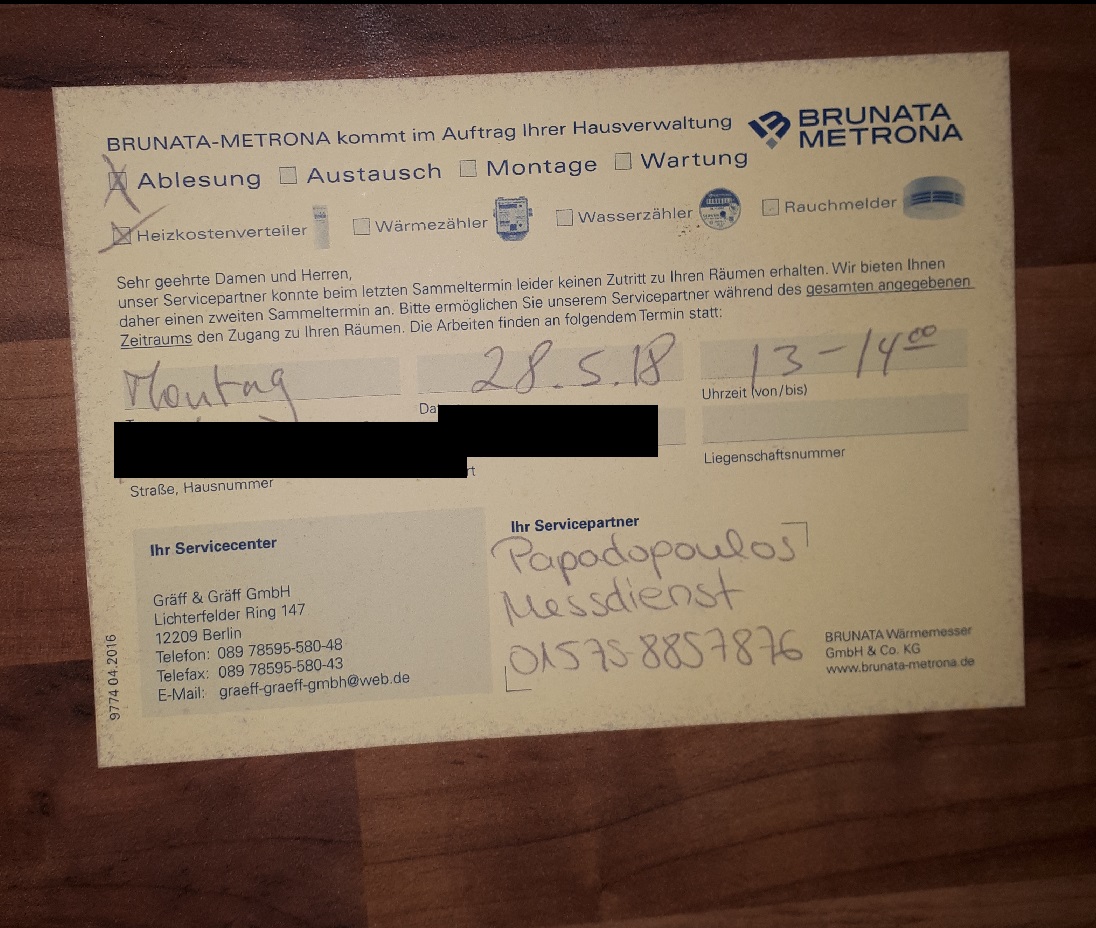 BRUNATA-METRONA kommt im Auftrag Ihrer Hausverwaltung
BRUNATA
METRONA
Ablesung Austausch Montage Wartung
Heizkostenverteiler Wärmezähler Wasserzähler Rauchmelder
Sehr geehrte Damen und Herren,
unser Servicepartner konnte beim letzten Sammeltermin leider keinen Zutritt zu Ihren Räumen erhalten. Wir bieten Ihnen
daher einen zweiten Sammeltermin an. Bitte ermöglichen Sie unserem Servicepartner während des gesamten angegebenen
Zeitraums den Zugang zu Ihren Räumen. Die Arbeiten finden an folgendem Termin statt:
Montag 28.5.18 13-14 00
Uhrzeit (von/bis)
Straße, Hausnummer
Liegenschaftsnummer
Ihr Servicecenter
Gräff & Gräff GmbH
Lichterfelder Ring 147
12209 Berlin
Telefon: 089 78595-580-48
Telefax: 089 78595-580-43
E-Mail: graeff-graeff-gmbh@web.de
Ihr Servicepartner
Papadopoulos
Messdienst
01575-8857876
BRUNATA Wärmemesser
GmbH & Co. KG
www.brunata-metrona.de
9774 04.2016